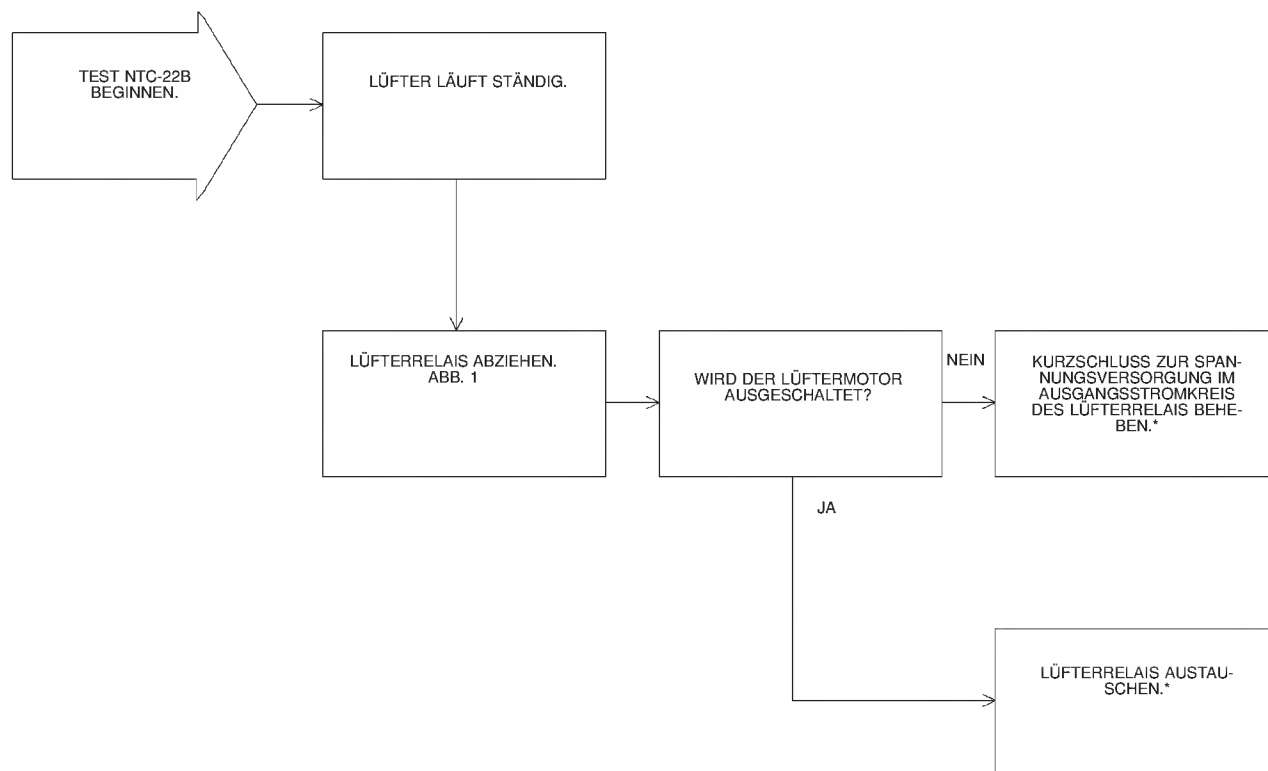 TEST NTC-22B
BEGINNEN.
LÜFTER LÄUFT STÄNDIG.
LÜFTERRELAIS ABZIEHEN.
ABB. 1
WIRD DER LÜFTERMOTOR
AUSGESCHALTET?
NEIN
KURZSCHLUSS ZUR SPAN-
NUNGSVERSORGUNG IM
AUSGANGSSTROMKREIS
DES LÜFTERRELAIS BEHE-
BEN.*
JA
LÜFTERRELAIS AUSTAU-
SCHEN.*